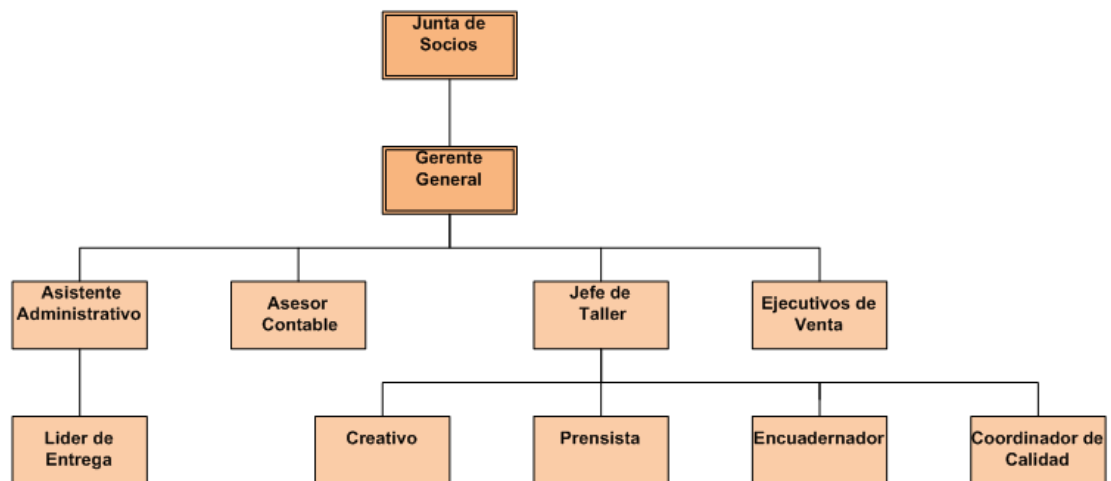 Junta de
Socios
Gerente
General
Asistente
Administrativo
Asesor
Contable
Jefe de
Taller
Ejecutivos de
Venta
Lider de
Entrega
Creativo
Prensista
Encuadernador
Coordinador de
Calidad